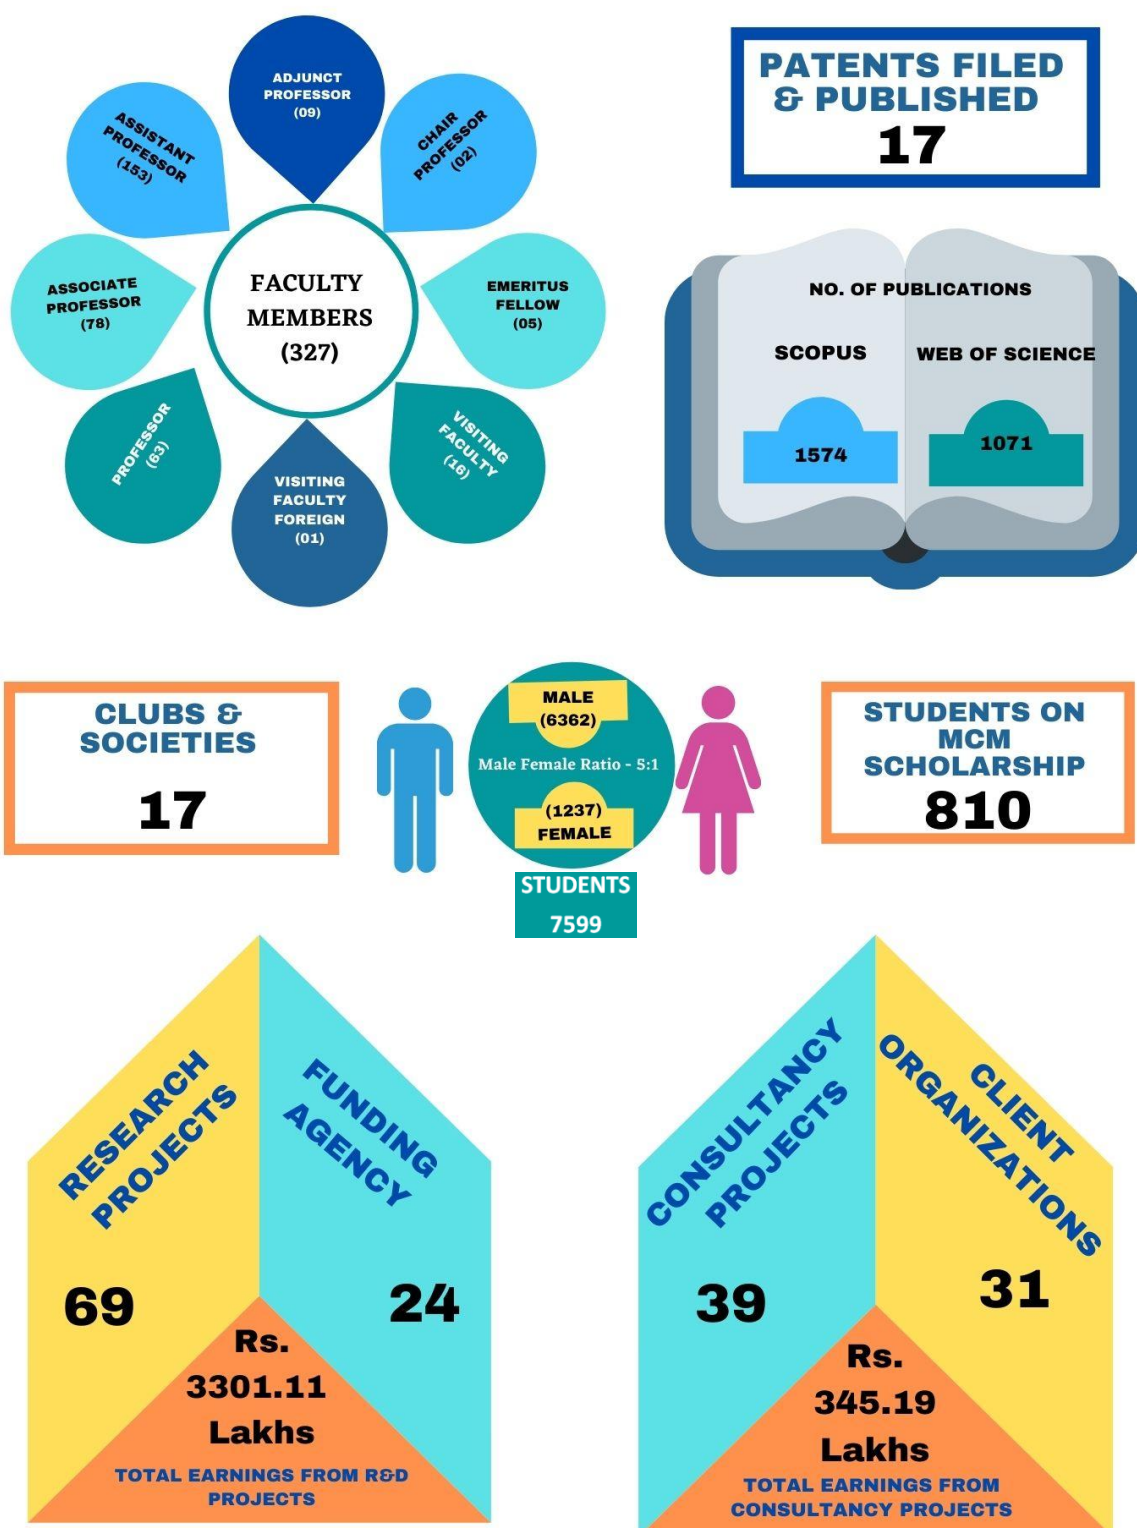 ADJUNCT
PROFESSOR
(09)
CHAIR
PROFESSOR
(02)
EMERITUS
FELLOW
(05)
VISITING
FACULTY
(16)
VISITING
FACULTY
FOREIGN
(01)
PROFESSOR
(63)
ASSOCIATE
PROFESSOR
(78)
ASSISTANT
PROFESSOR
(153)
FACULTY
MEMBERS
(327)
PATENTS FILED
& PUBLISHED
17
NO. OF PUBLICATIONS
SCOPUS
1574
WEB OF SCIENCE
1071
CLUBS &
SOCIETIES
17
MALE
(6362)
Male Female Ratio - 5:1
(1237)
FEMALE
STUDENTS
7599
STUDENTS ON
MCM
SCHOLARSHIP
810
RESEARCH
PROJECTS
69
FUNDING
AGENCY
24
Rs.
3301.11
Lakhs
TOTAL EARNINGS FROM R&D
PROJECTS
CONSULTANCY
PROJECTS
39
CLIENT
ORGANIZATIONS
31
Rs.
345.19
Lakhs
TOTAL EARNINGS FROM
CONSULTANCY PROJECTS